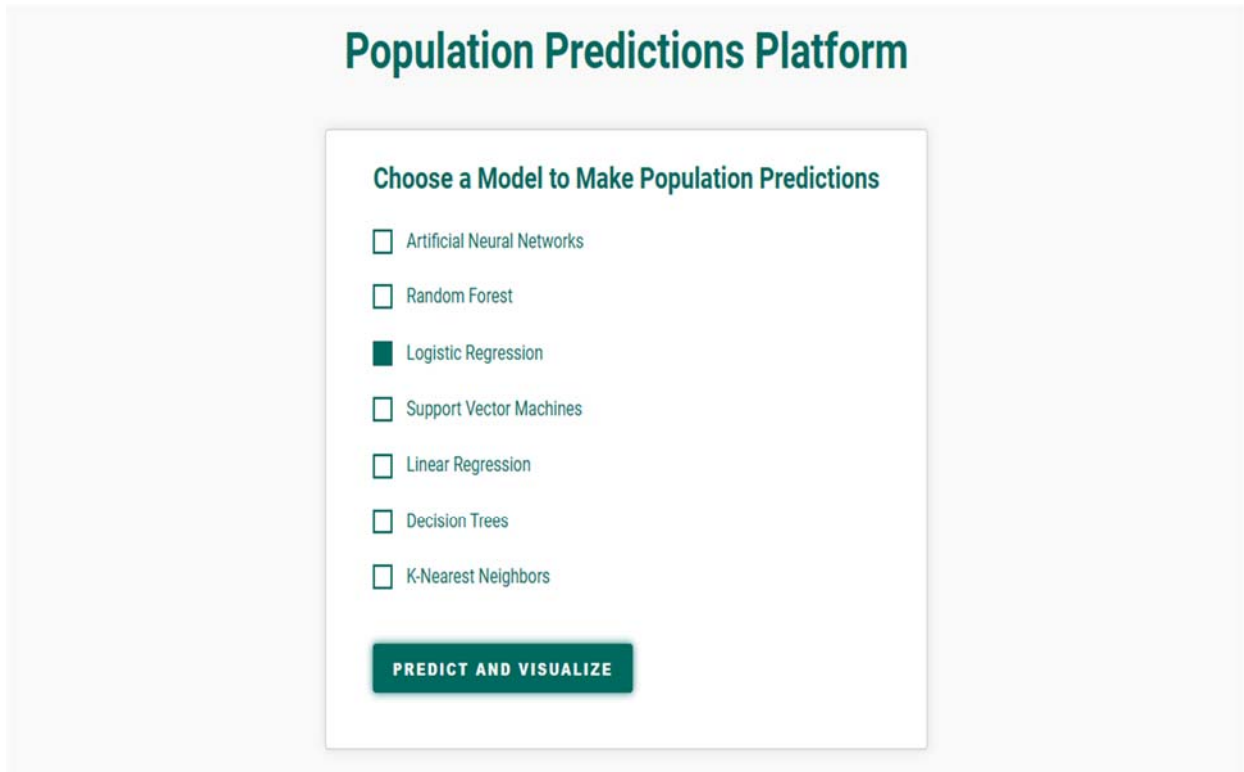 Population Predictions Platform
Choose a Model to Make Population Predictions
Artificial Neural Networks
Random Forest
Logistic Regression
Support Vector Machines
Linear Regression
Decision Trees
K-Nearest Neighbors
PREDICT AND VISUALIZE